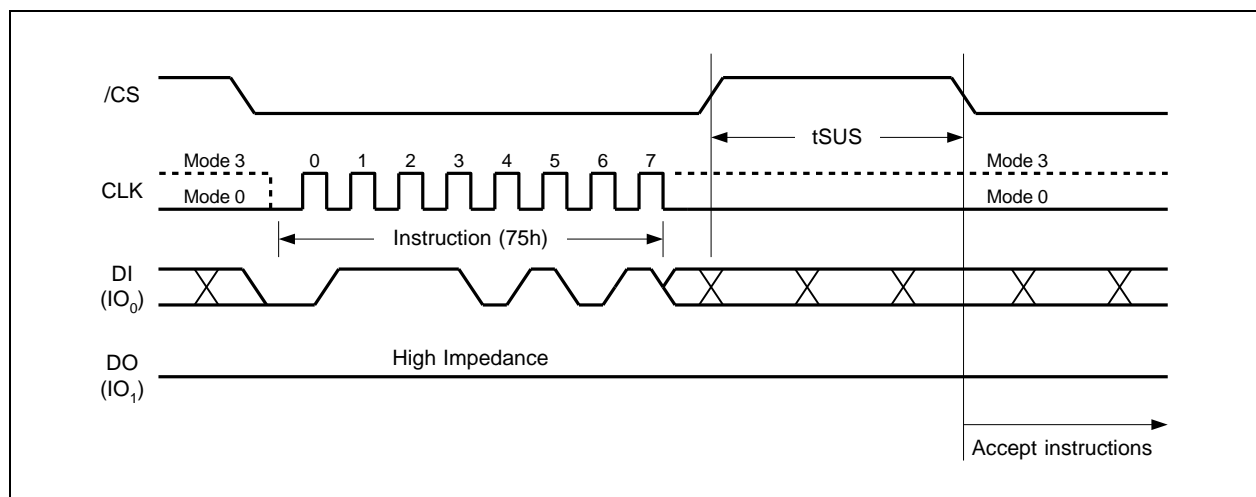 /CS
tSUS
Mode 3
0 1 2 3 4 5 6 7
Mode 3
CLK
Mode 0
Mode 0
Instruction (75h)
DI
(IO0)
High Impedance
DO
(IO1)
Accept instructions